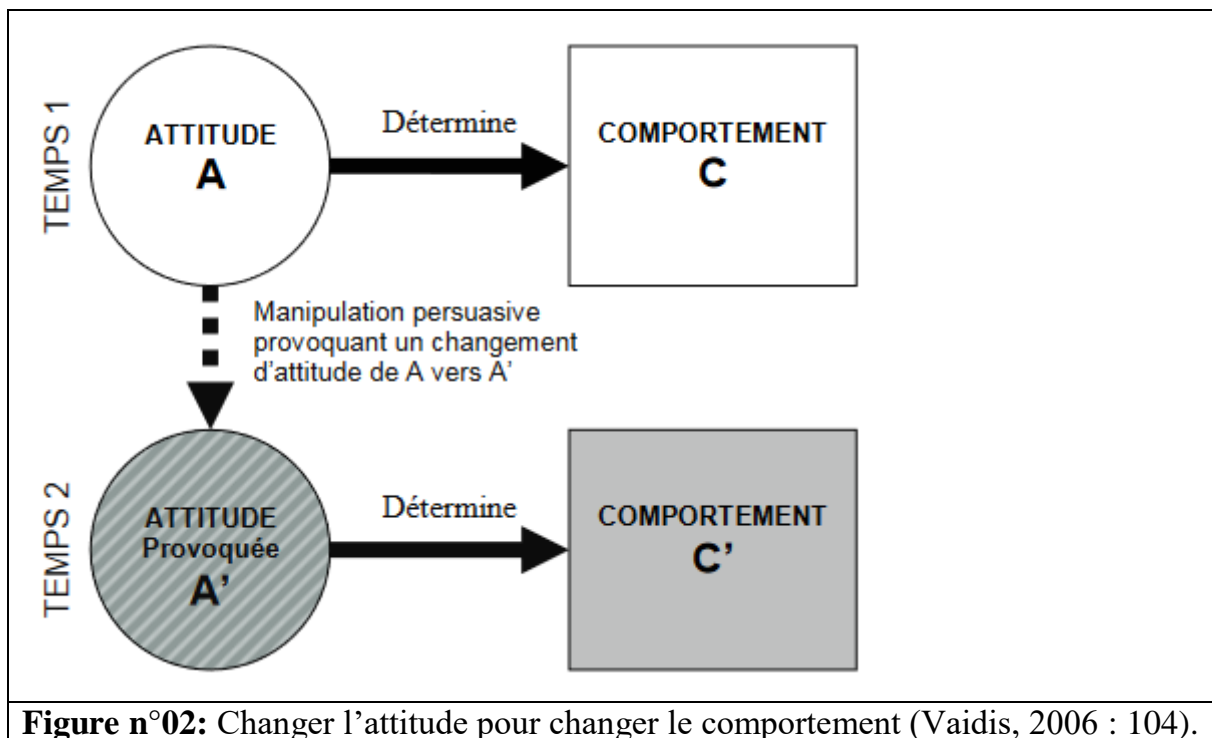 TEMPS 1
ATTITUDE
A
Détermine
COMPORTEMENT
C
Manipulation persuasive
provoquant un changement
d'attitude de A vers A'
TEMPS 2
ATTITUDE
Provoquée
A’
Détermine
COMPORTEMENT
C’
Figure n°02: Changer l’attitude pour changer le comportement (Vaidis, 2006 : 104).